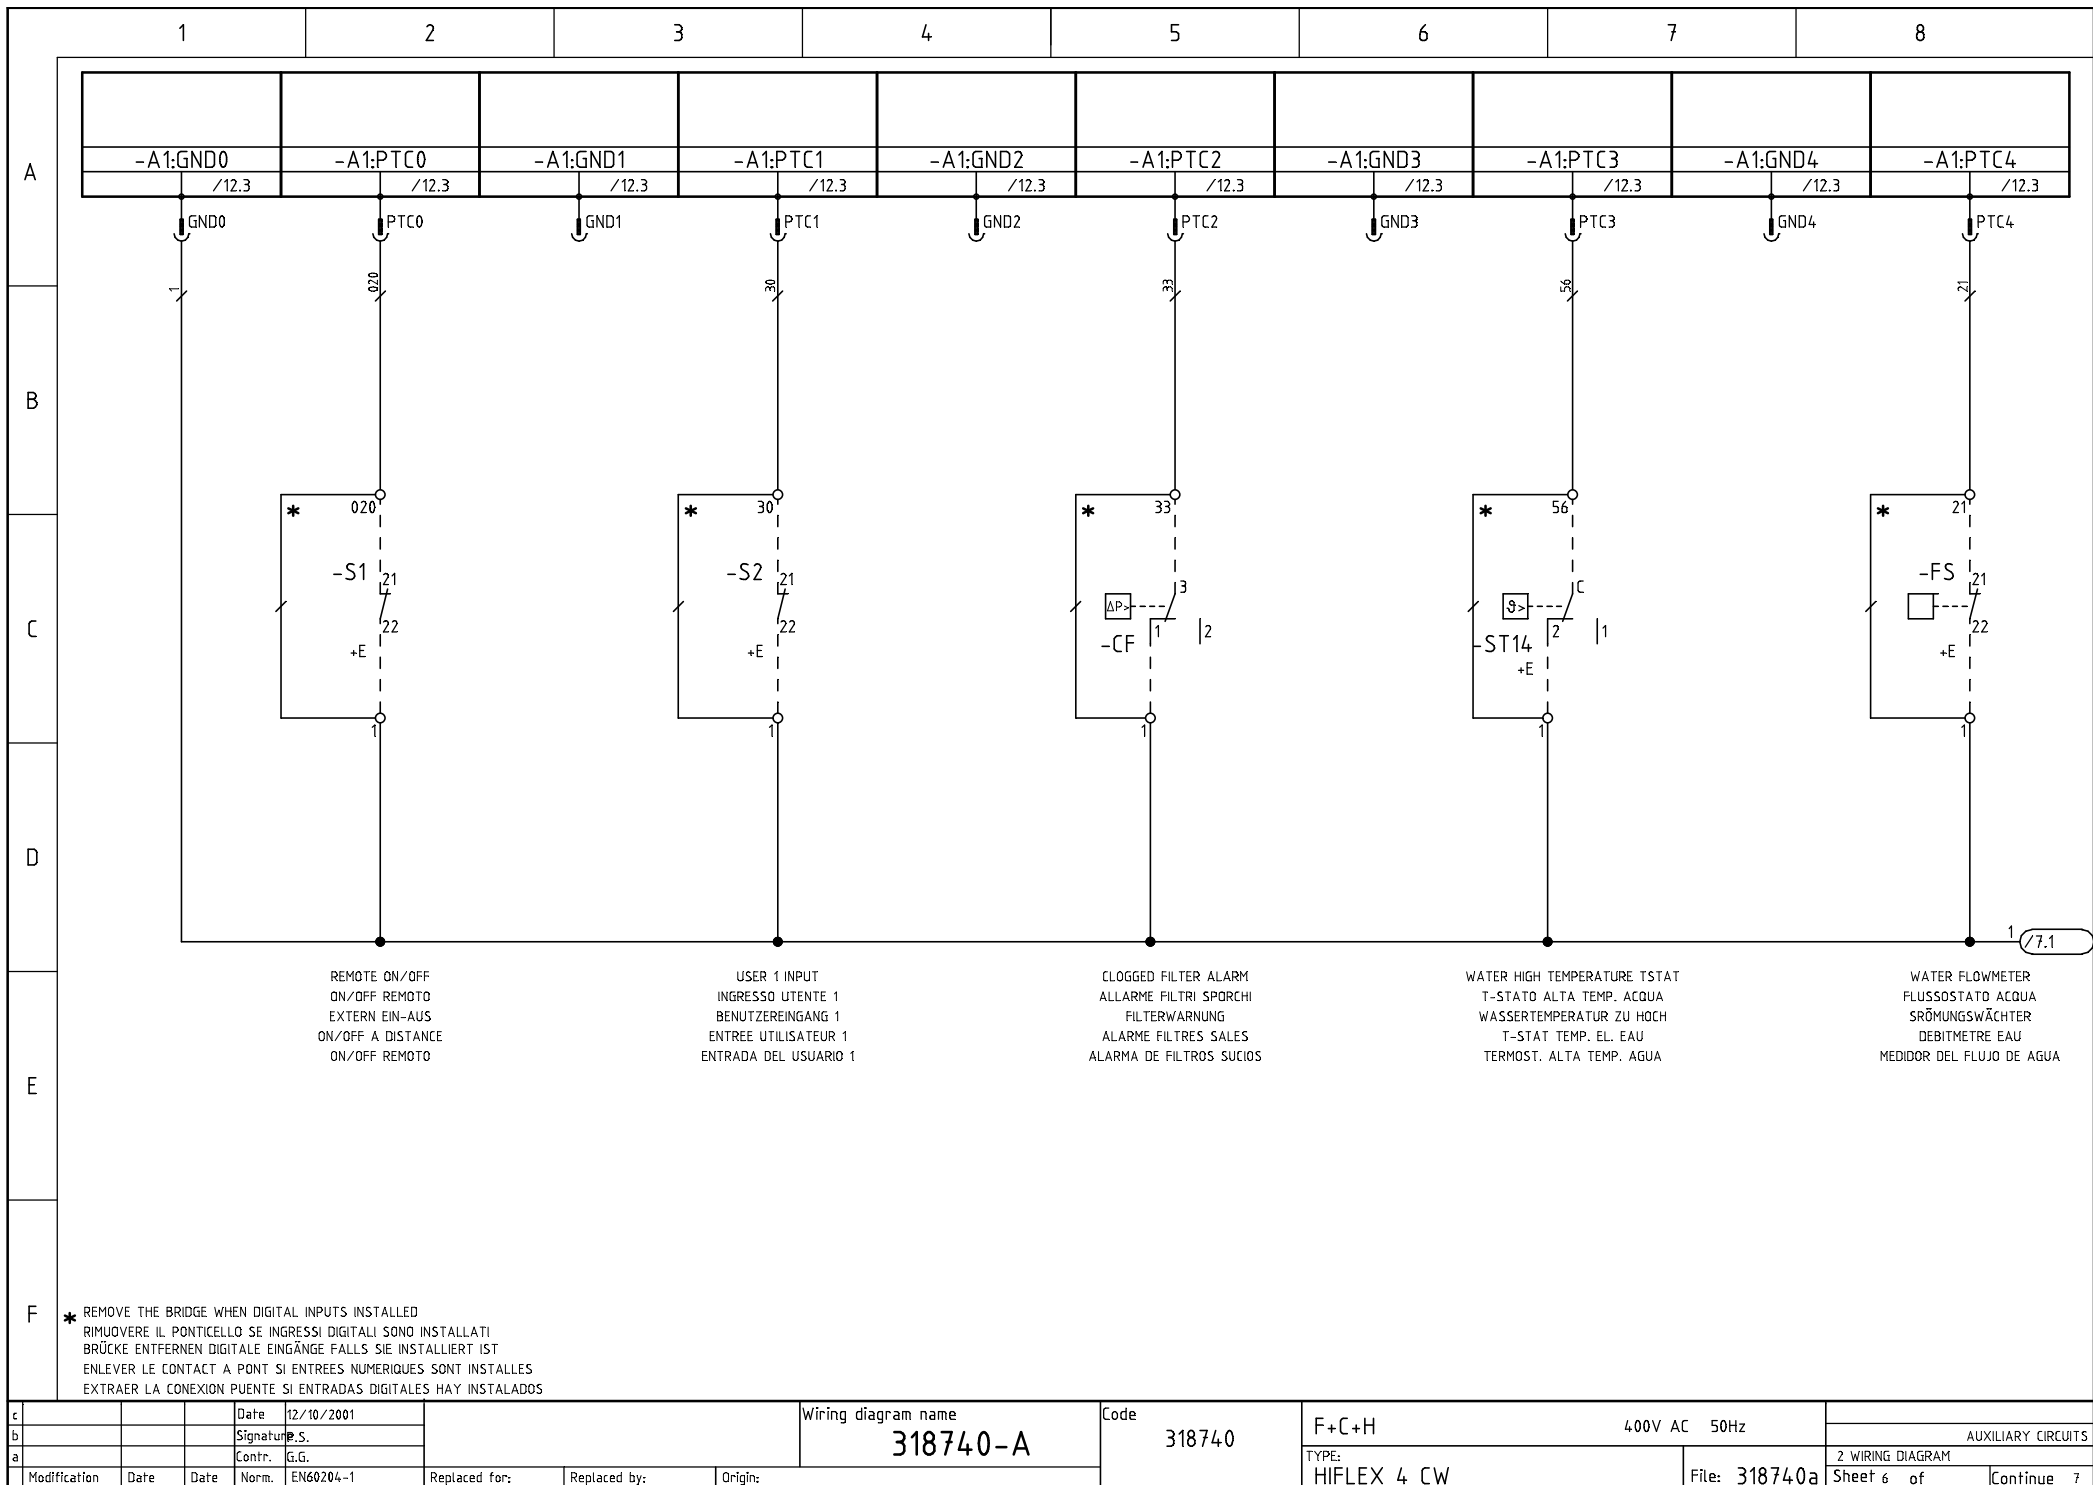 1 2 3 4 5 6 7 8
A
-A1:GND0 -A1:PTC0 -A1:GND1 -A1:PTC1 -A1:GND2 -A1:PTC2 -A1:GND3 -A1:PTC3 -A1:GND4 -A1:PTC4
/12.3 /12.3 /12.3 /12.3 /12.3 /12.3 /12.3 /12.3 /12.3 /12.3
GND0 PTC0 GND1 PTC1 GND2 PTC2 GND3 PTC3 GND4 PTC4
1 020 30 33 56 21
B
* 020 * 30 * 33 * 56 * 21
-S1 21 -S2 21 3 C -FS 21
ΔP> ϑ>
C
22 22 1 2 2 1 22
-CF -ST14
+E +E +E +E
1 1 1 1 1
D
1 /7.1
REMOTE ON/OFF
ON/OFF REMOTO
EXTERN EIN-AUS
ON/OFF A DISTANCE
ON/OFF REMOTO
USER 1 INPUT
INGRESSO UTENTE 1
BENUTZEREINGANG 1
ENTREE UTILISATEUR 1
ENTRADA DEL USUARIO 1
CLOGGED FILTER ALARM
ALLARME FILTRI SPORCHI
FILTERWARNUNG
ALARME FILTRES SALES
ALARMA DE FILTROS SUCIOS
WATER HIGH TEMPERATURE TSTAT
T-STATO ALTA TEMP. ACQUA
WASSERTEMPERATUR ZU HOCH
T-STAT TEMP. EL. EAU
TERMOST. ALTA TEMP. AGUA
WATER FLOWMETER
FLUSSOSTATO ACQUA
SRÖMUNGSWÄCHTER
DEBITMETRE EAU
MEDIDOR DEL FLUJO DE AGUA
E
F
* REMOVE THE BRIDGE WHEN DIGITAL INPUTS INSTALLED
RIMUOVERE IL PONTICELLO SE INGRESSI DIGITALI SONO INSTALLATI
BRÜCKE ENTFERNEN DIGITALE EINGÄNGE FALLS SIE INSTALLIERT IST
ENLEVER LE CONTACT A PONT SI ENTREES NUMERIQUES SONT INSTALLES
EXTRAER LA CONEXION PUENTE SI ENTRADAS DIGITALES HAY INSTALADOS
c Date 12/10/2001
b Signature P.S.
a Contr. G.G.
Modification Date Date Norm. EN60204-1 Replaced for: Replaced by: Origin:
Wiring diagram name
318740-A
Code
318740
F+C+H 400V AC 50Hz
TYPE:
HIFLEX 4 CW
File: 318740a
AUXILIARY CIRCUITS
2 WIRING DIAGRAM
Sheet 6 of Continue 7